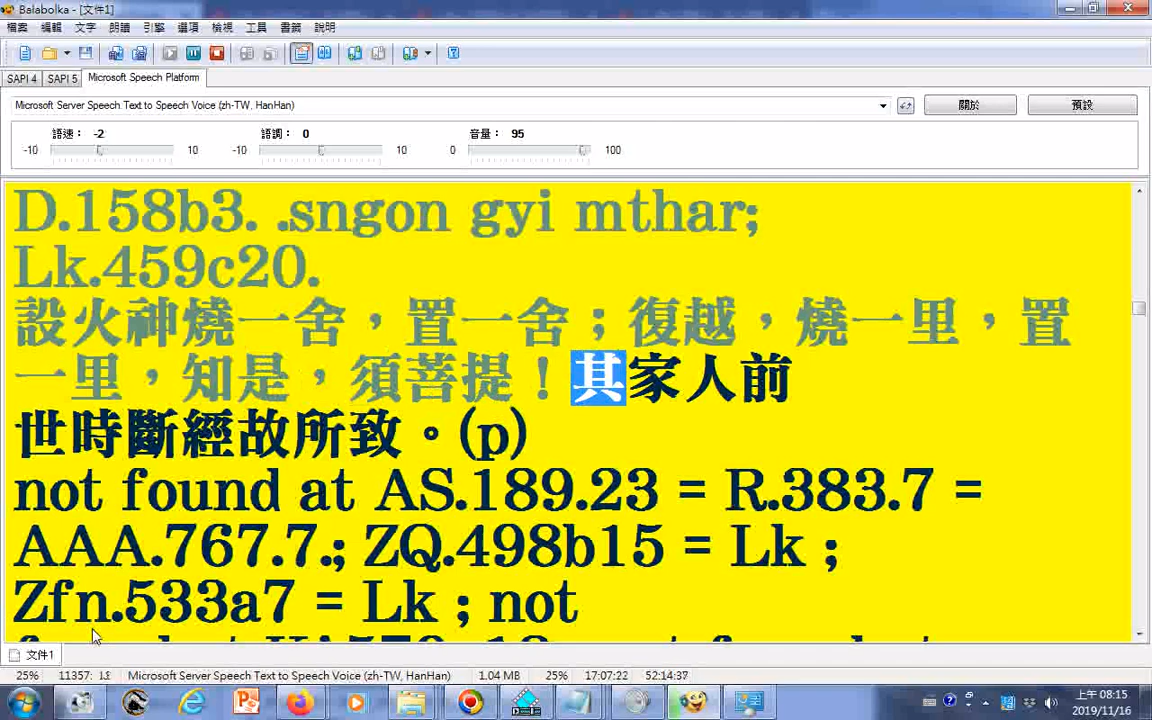 Balabolka - [文件1]
檔案 編輯 文字 朗讀 引擎 選項 檢視 工具 書籤 說明
SAPI 4 SAPI 5 Microsoft Speech Platform
Microsoft Server Speech Text to Speech Voice (zh-TW, HanHan) 關於 預設
語速: -2 語調: 0 音量: 95
-10 10 -10 10 0 100
D.158b3. .sngon gyi mthar;
Lk.459c20.
設火神燒一舍，置一舍；復越，燒一里，置
一里，知是，須菩提！其家人前
世時斷經故所致。(p)
not found at AS.189.23 = R.383.7 =
AAA.767.7.; ZQ.498b15 = Lk ;
Zfn.533a7 = Lk ; not
文件1
25% 11357: Microsoft Server Speech Text to Speech Voice (zh-TW, HanHan) 1.04 MB 25% 17:07:22 52:14:37
上午 08:15
2019/11/16